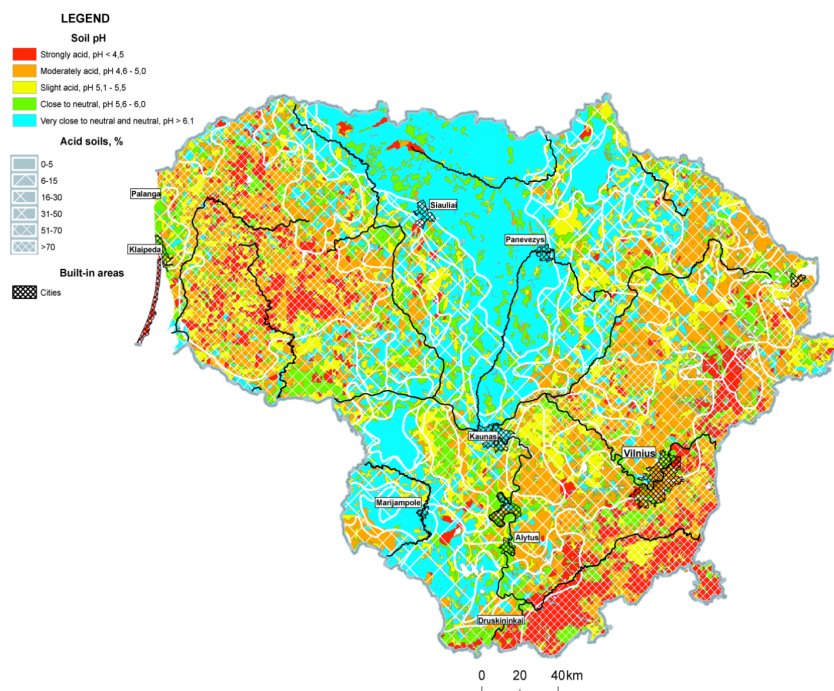 LEGEND
Soil pH
Strongly acid, pH < 4,5
Moderately acid, pH 4,6 - 5,0
Slight acid, pH 5,1 - 5,5
Close to neutral, pH 5,6 - 6,0
Very close to neutral and neutral, pH > 6.1
Acid soils, %
0-5
6-15
16-30
31-50
51-70
>70
Built-in areas
Cities
Palanga
Klaipeda
Siauliai
Panevezys
Kaunas
Vilnius
Marijampole
Alytus
Druskininkai
0 20 40km